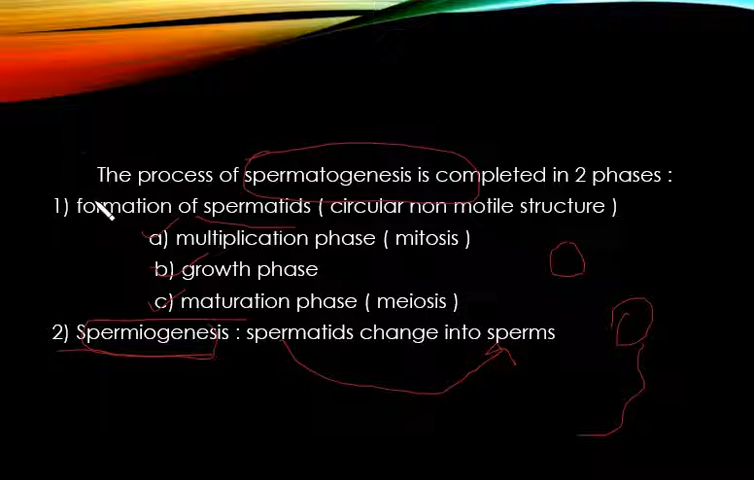 The process of spermatogenesis is completed in 2 phases :
1) formation of spermatids ( circular non motile structure )
a) multiplication phase ( mitosis )
b) growth phase
c) maturation phase ( meiosis )
2) Spermiogenesis : spermatids change into sperms